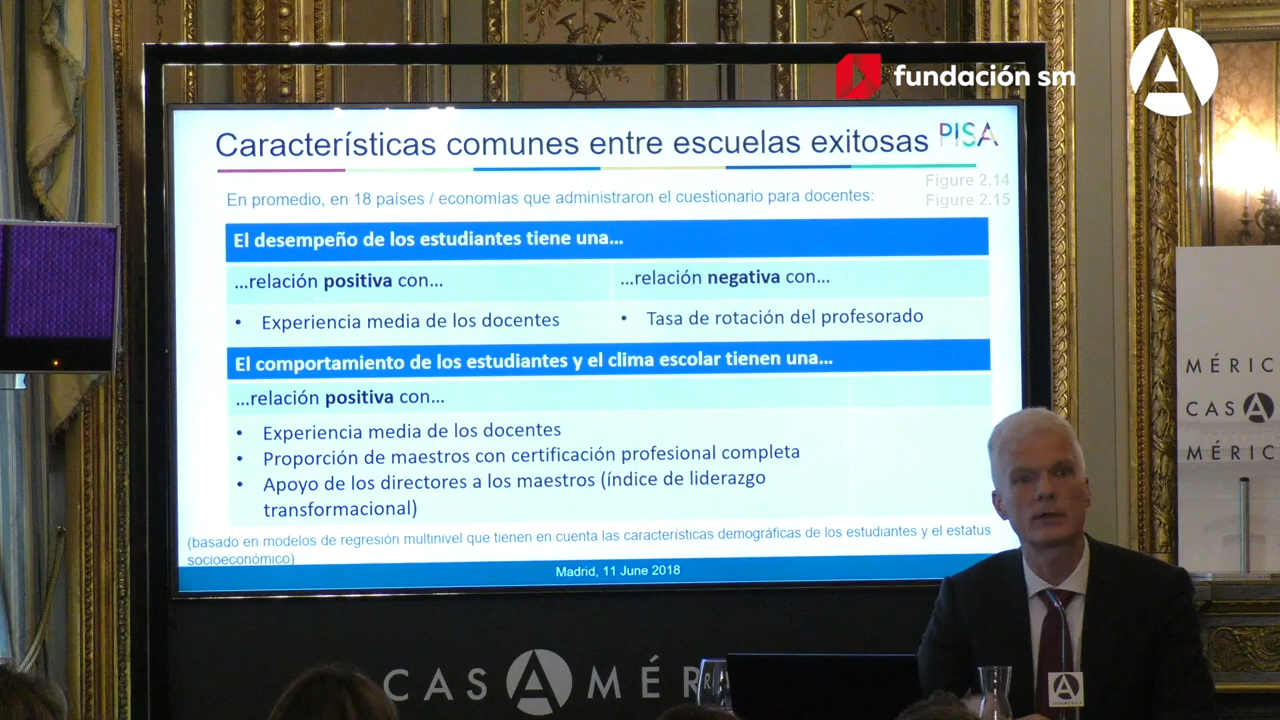 fundación sm
Características comunes entre escuelas exitosas
PISA
Figure 2.14
Figure 2.15
En promedio, en 18 países / economías que administraron el cuestionario para docentes:
El desempeño de los estudiantes tiene una...
...relación positiva con...
...relación negativa con...
• Experiencia media de los docentes
• Tasa de rotación del profesorado
El comportamiento de los estudiantes y el clima escolar tienen una...
...relación positiva con...
• Experiencia media de los docentes
• Proporción de maestros con certificación profesional completa
• Apoyo de los directores a los maestros (índice de liderazgo
transformacional)
(basado en modelos de regresión multinivel que tienen en cuenta las características demográficas de los estudiantes y el estatus
socioeconómico)
Madrid, 11 June 2018
MÉRIC
CASA
MÉRIC
CASA MÉR